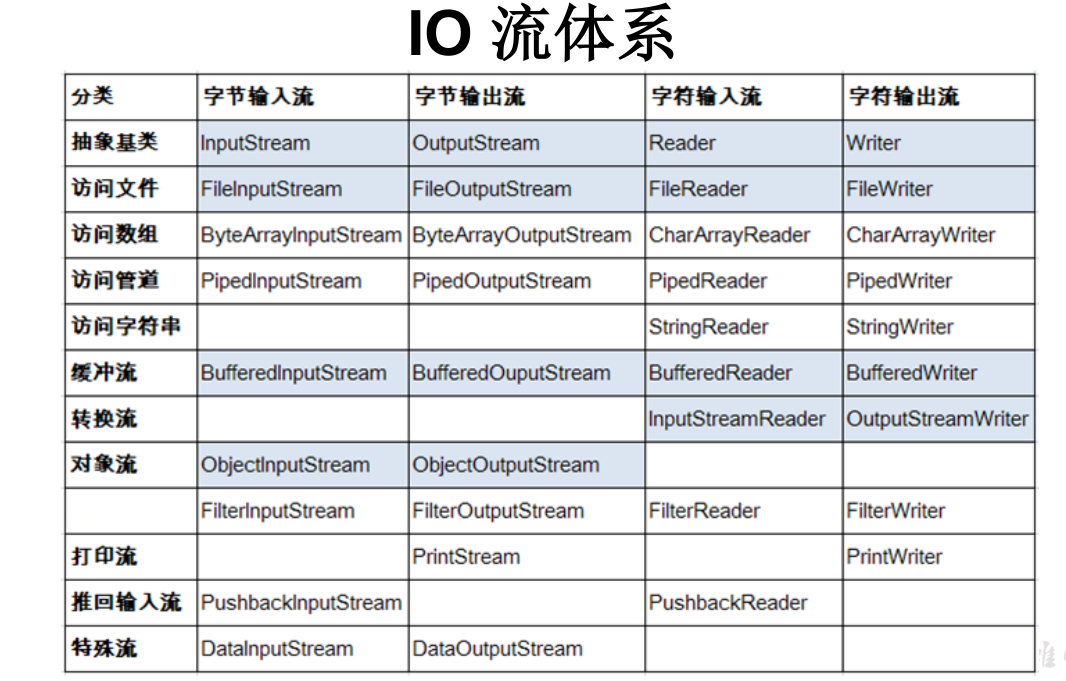 IO 流体系
分类 字节输入流 字节输出流 字符输入流 字符输出流
抽象基类 InputStream OutputStream Reader Writer
访问文件 FileInputStream FileOutputStream FileReader FileWriter
访问数组 ByteArrayInputStream ByteArrayOutputStream CharArrayReader CharArrayWriter
访问管道 PipedInputStream PipedOutputStream PipedReader PipedWriter
访问字符串 StringReader StringWriter
缓冲流 BufferedInputStream BufferedOuputStream BufferedReader BufferedWriter
转换流 InputStreamReader OutputStreamWriter
对象流 ObjectInputStream ObjectOutputStream
FilterInputStream FilterOutputStream FilterReader FilterWriter
打印流 PrintStream PrintWriter
推回输入流 PushbackInputStream PushbackReader
特殊流 DataInputStream DataOutputStream